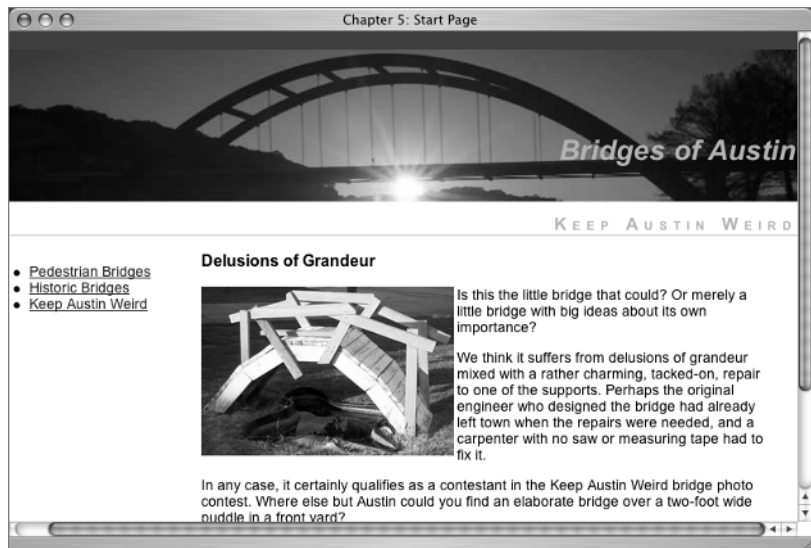 Chapter 5: Start Page
Bridges of Austin
KEEP AUSTIN WEIRD
Pedestrian Bridges
Historic Bridges
Keep Austin Weird
Delusions of Grandeur
Is this the little bridge that could? Or merely a
little bridge with big ideas about its own
importance?
We think it suffers from delusions of grandeur
mixed with a rather charming, tacked-on, repair
to one of the supports. Perhaps the original
engineer who designed the bridge had already
left town when the repairs were needed, and a
carpenter with no saw or measuring tape had to
fix it.
In any case, it certainly qualifies as a contestant in the Keep Austin Weird bridge photo
contest. Where else but Austin could you find an elaborate bridge over a two-foot wide
puddle in a front yard?